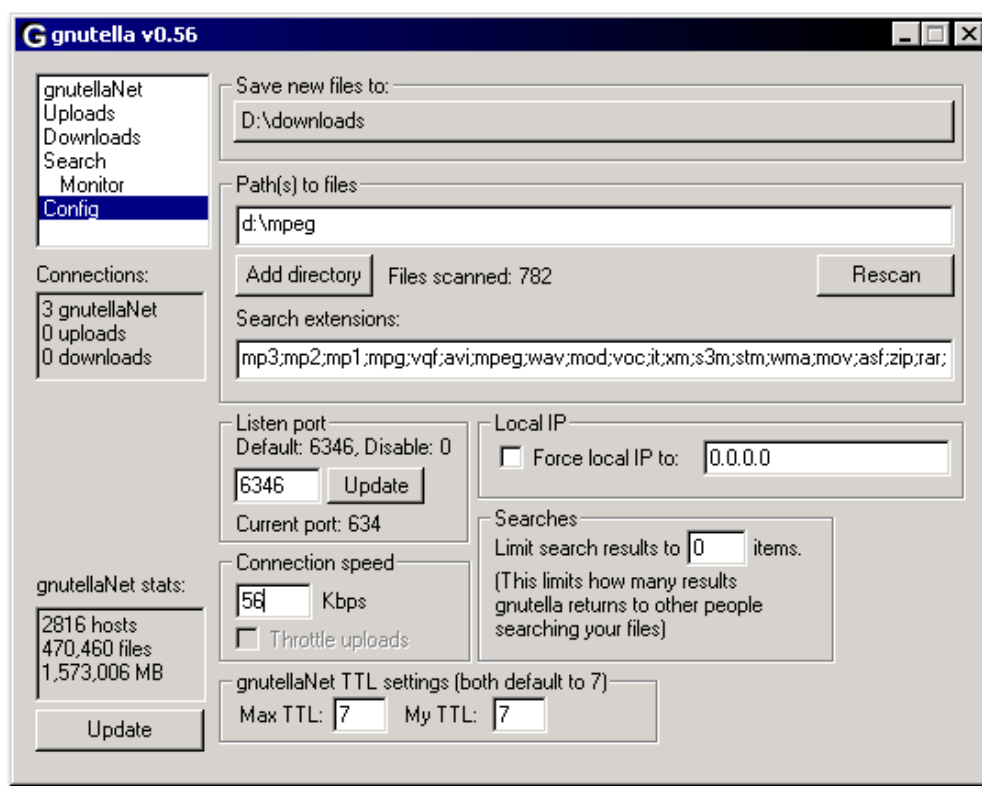 gnutella v0.56
gnutellaNet
Uploads
Downloads
Search
Monitor
Config
Connections:
3 gnutellaNet
0 uploads
0 downloads
gnutellaNet stats:
2816 hosts
470,460 files
1,573,006 MB
Update
Save new files to:
D:\downloads
Path(s) to files
d:\mpeg
Add directory Files scanned: 782 Rescan
Search extensions:
mp3;mp2;mp1;mpg;vqf;avi;mpeg;wav;mod;voc;it;xm;s3m;stm;wma;mov;asf;zip;rar;
Listen port
Default: 6346, Disable: 0
6346 Update
Current port: 634
Local IP
Force local IP to: 0.0.0.0
Connection speed
56 Kbps
Throttle uploads
Searches
Limit search results to 0 items.
(This limits how many results
gnutella returns to other people
searching your files)
gnutellaNet TTL settings (both default to 7)
Max TTL: 7 My TTL: 7